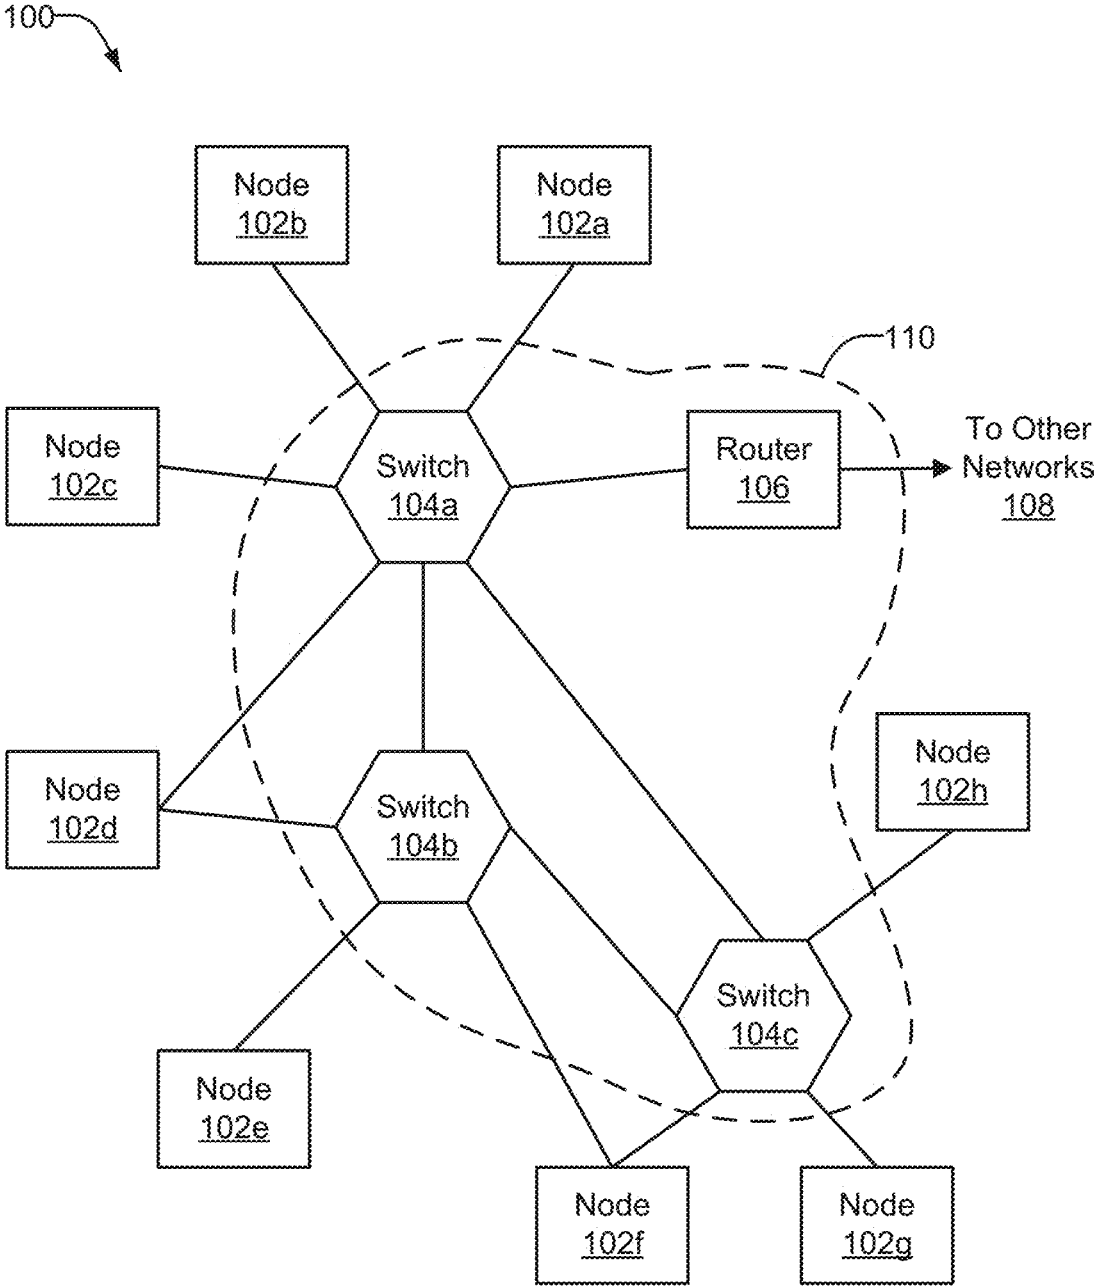 100
Node
102b
Node
102a
110
Node
102c
Switch
104a
Router
106
To Other
Networks
108
Node
102d
Switch
104b
Node
102h
Switch
104c
Node
102e
Node
102f
Node
102g